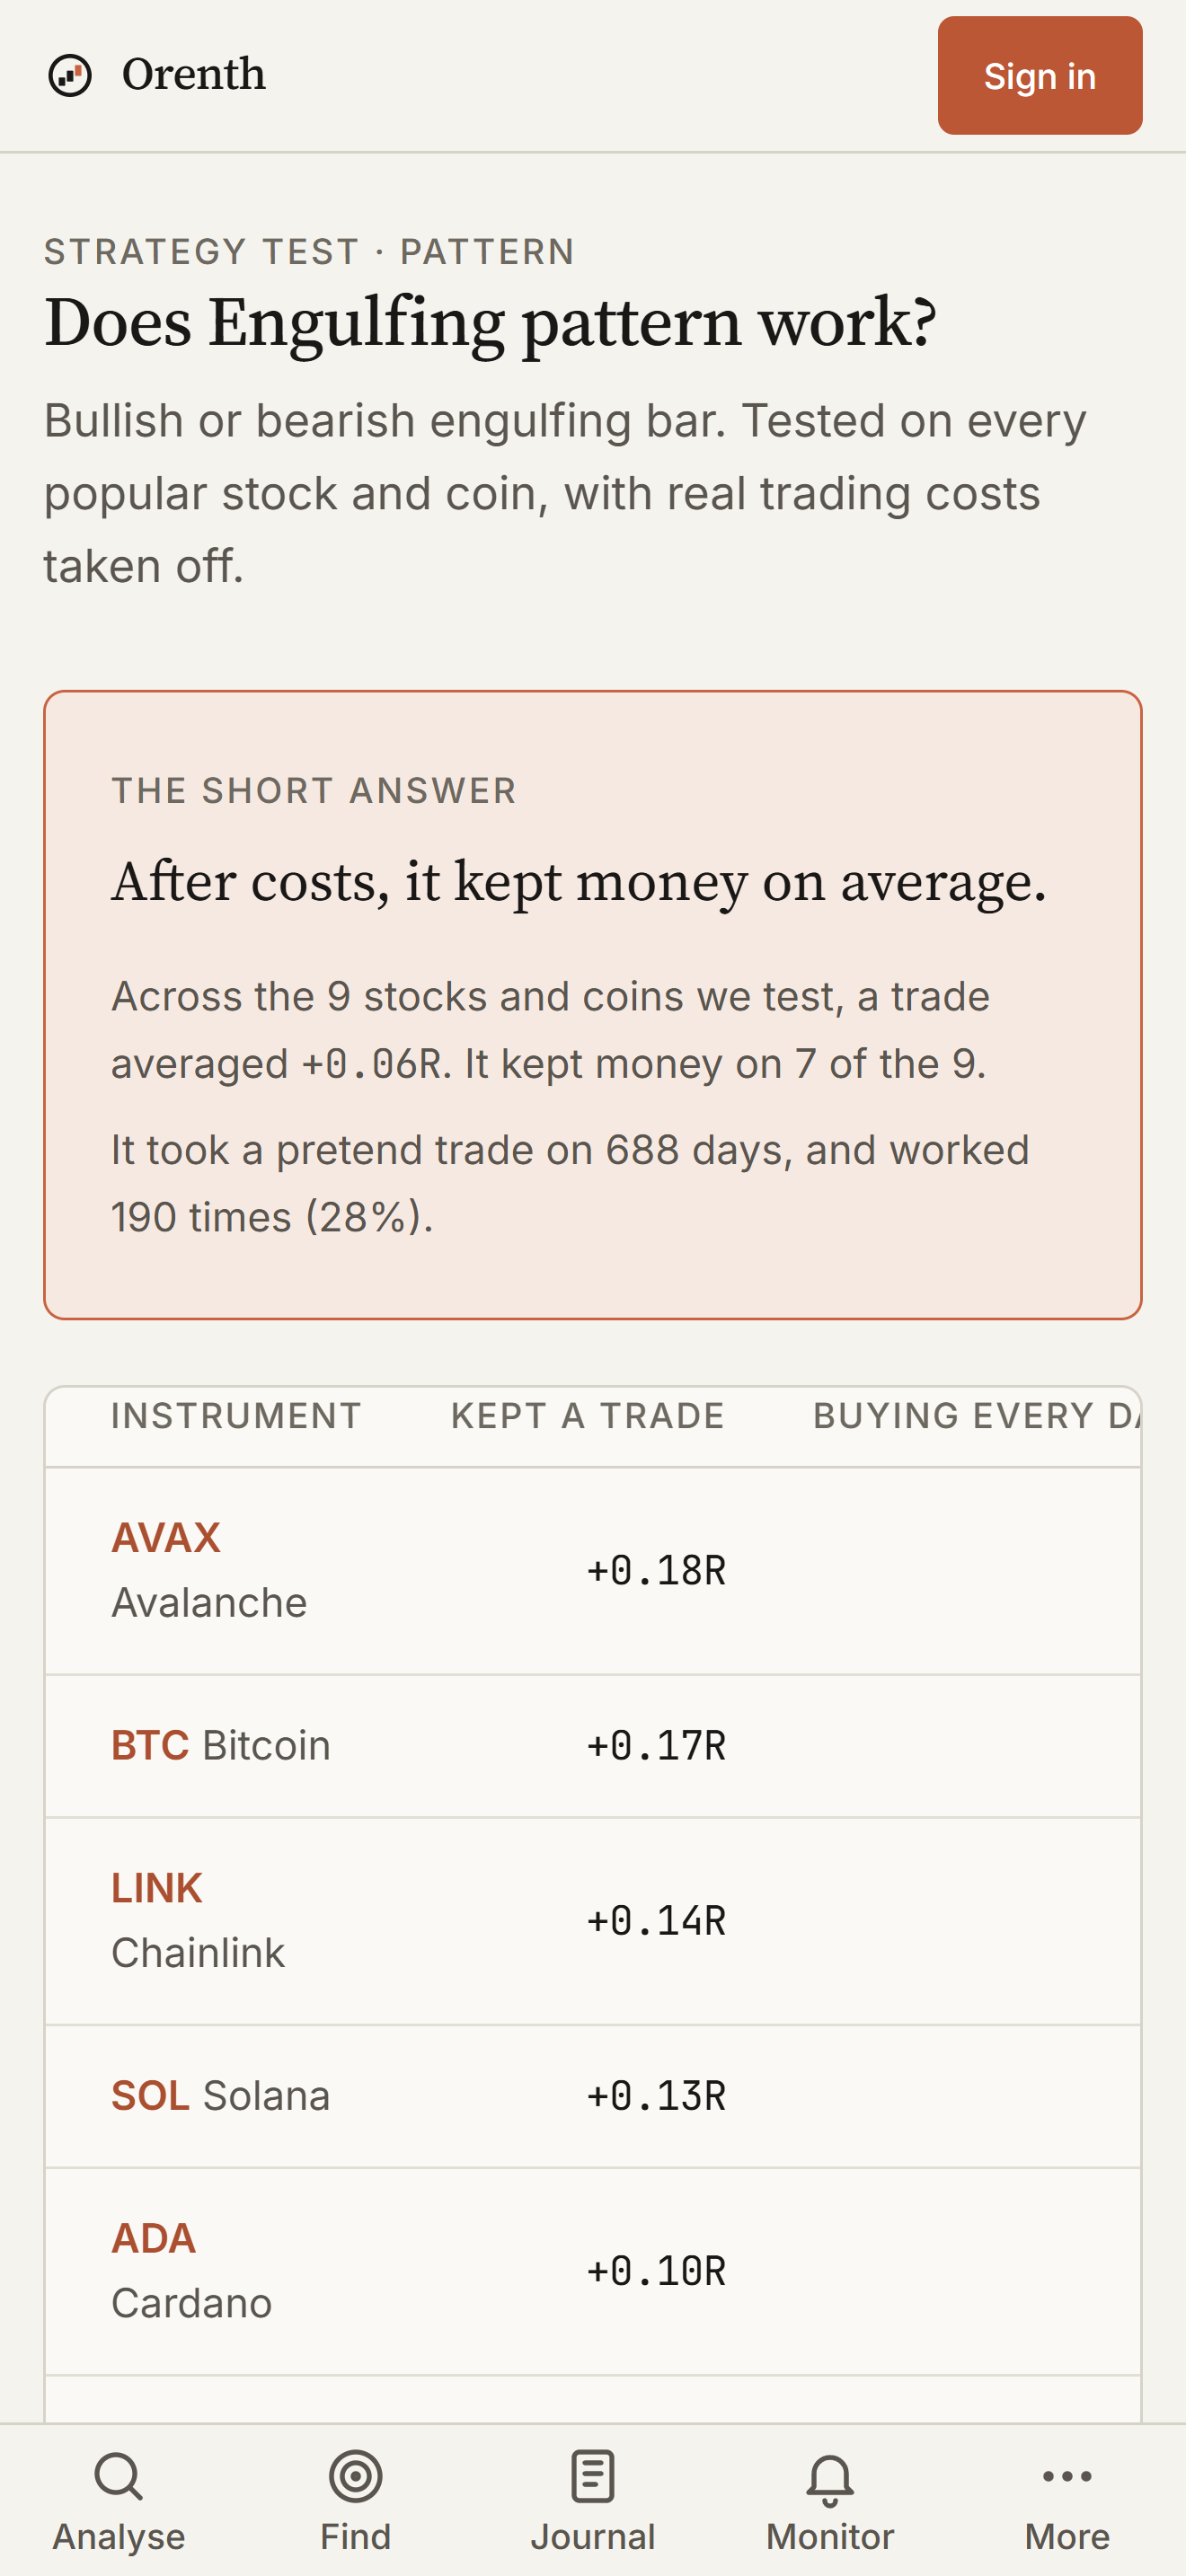 Orenth
Sign in
STRATEGY TEST · PATTERN
Does Engulfing pattern work?
Bullish or bearish engulfing bar. Tested on every
popular stock and coin, with real trading costs
taken off.
THE SHORT ANSWER
After costs, it kept money on average.
Across the 9 stocks and coins we test, a trade
averaged +0.06R. It kept money on 7 of the 9.
It took a pretend trade on 688 days, and worked
190 times (28%).
INSTRUMENT KEPT A TRADE BUYING EVERY DA
AVAX
Avalanche
+0.18R
BTC Bitcoin +0.17R
LINK
Chainlink
+0.14R
SOL Solana +0.13R
ADA
Cardano
+0.10R
Analyse Find Journal Monitor More